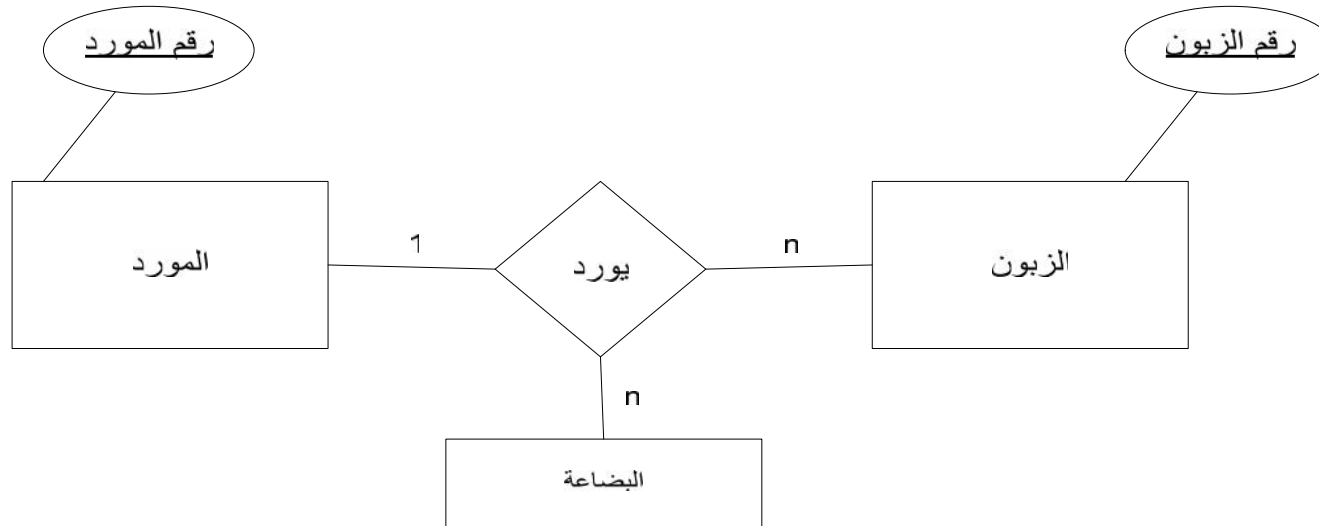 رقم الزبون
رقم المورد
الزبون
n
يورد
1
المورد
n
البضاعة